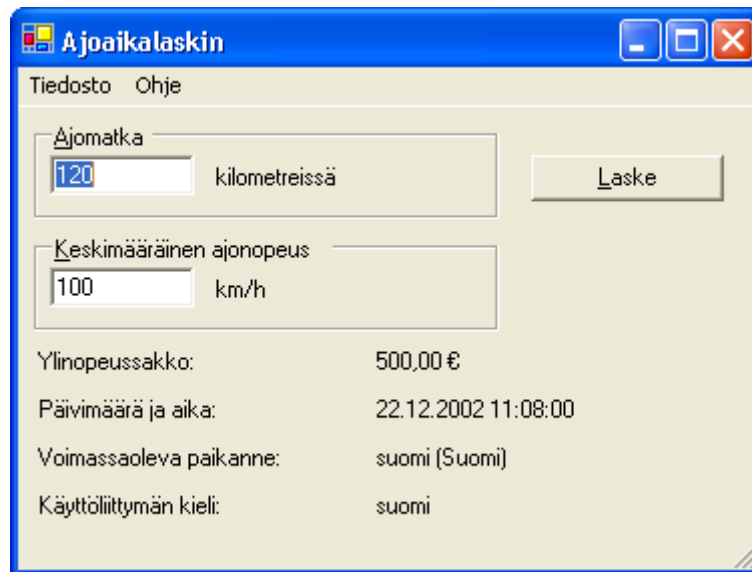 Ajoaikalaskin
Tiedosto Ohje
Ajomatka
120 kilometreissä
Laske
Keskimääräinen ajonopeus
100 km/h
Ylinopeussakko: 500,00 €
Päivimäärä ja aika: 22.12.2002 11:08:00
Voimassaoleva paikanne: suomi (Suomi)
Käyttöliittymän kieli: suomi